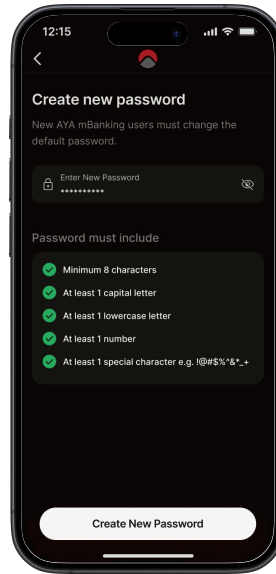 12:15
Create new password
New AYA mBanking users must change the
default password.
Enter New Password
**********
Password must include
Minimum 8 characters
At least 1 capital letter
At least 1 lowercase letter
At least 1 number
At least 1 special character e.g. !@#$%^&*_+
Create New Password